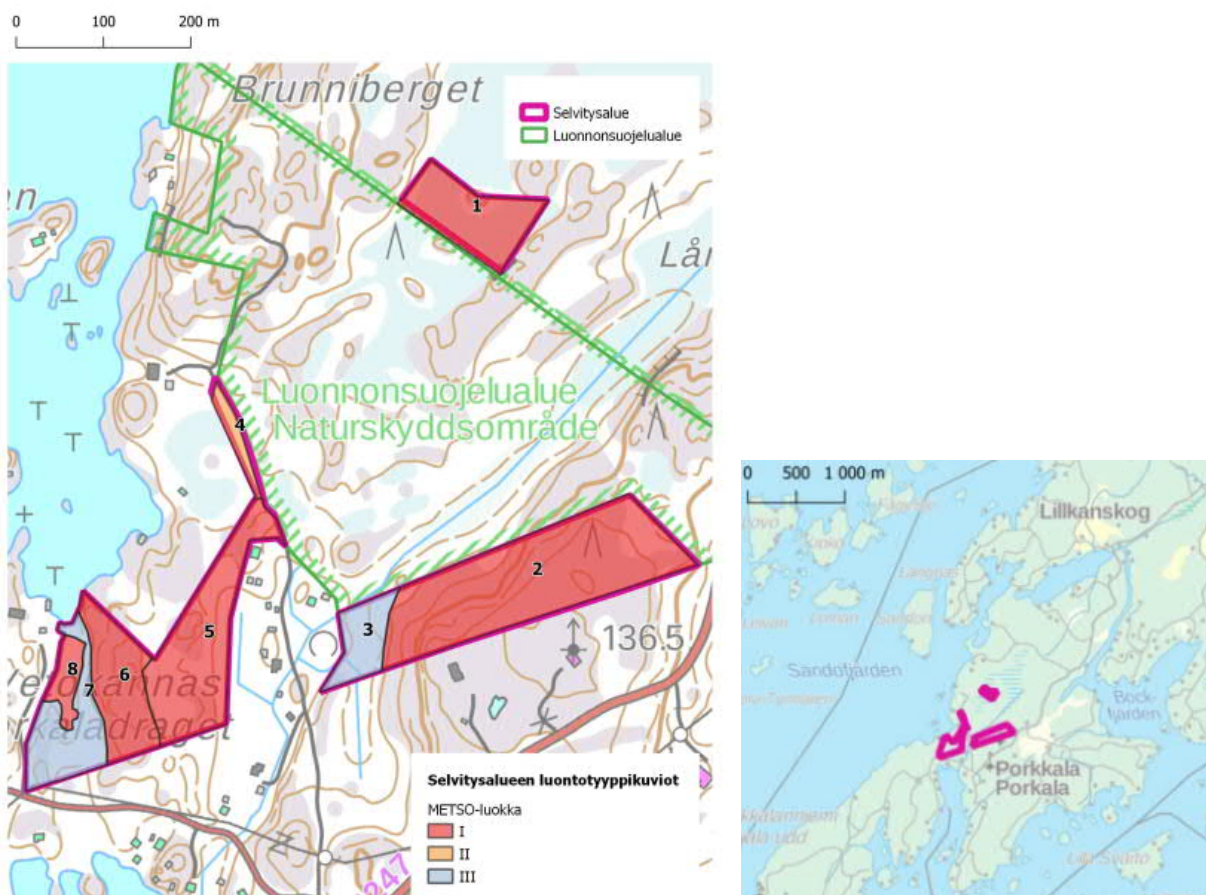 0 100 200 m
Brunniberget
Selvitysalue
Luonnonsuojelualue
1
Luonnonsuojelualue
Naturskyddsområde
4
2
5
3
136.5
6
8
7
Selvitysalueen luontotyyppikuviot
METSO-luokka
I
II
III
247
0 500 1 000 m
Lillkanskog
Sandofjärden
Porkkala
Porkala